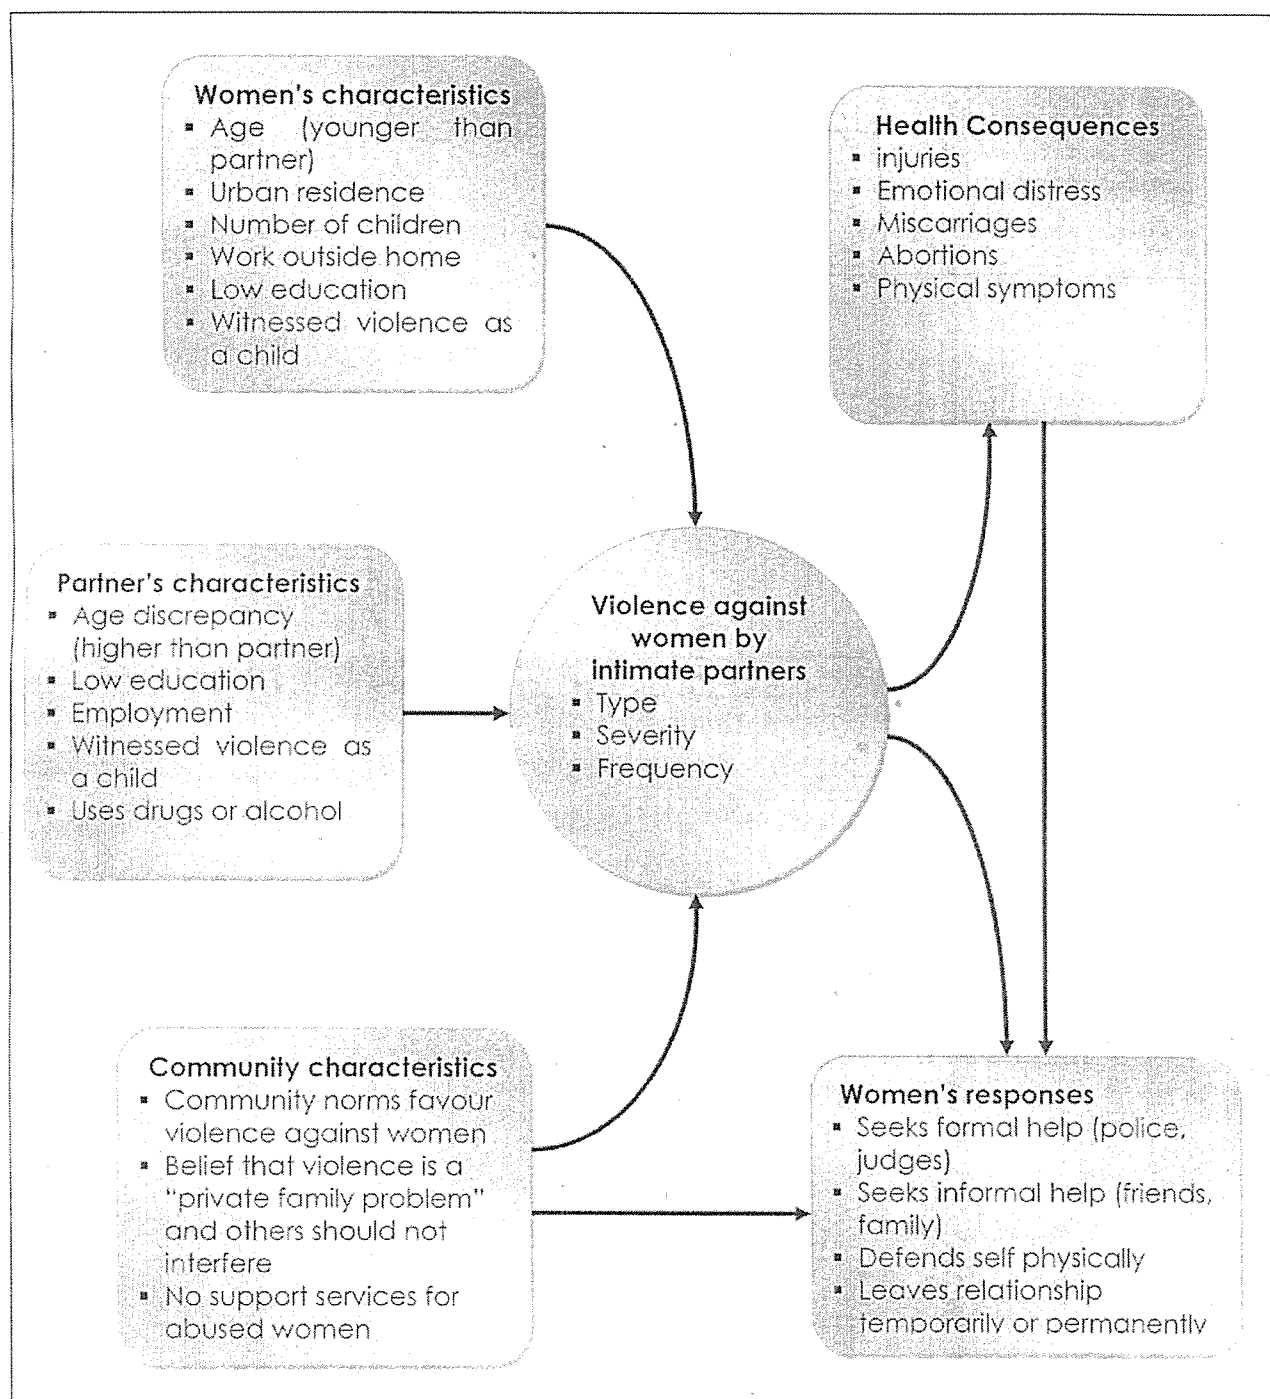 Women's characteristics
▪ Age (younger than
partner)
▪ Urban residence
▪ Number of children
▪ Work outside home
▪ Low education
▪ Witnessed violence as
a child
Health Consequences
▪ injuries
▪ Emotional distress
▪ Miscarriages
▪ Abortions
▪ Physical symptoms
Partner's characteristics
▪ Age discrepancy
(higher than partner)
▪ Low education
▪ Employment
▪ Witnessed violence as
a child
▪ Uses drugs or alcohol
Violence against
women by
intimate partners
▪ Type
▪ Severity
▪ Frequency
Community characteristics
▪ Community norms favour
violence against women
▪ Belief that violence is a
"private family problem"
and others should not
interfere
▪ No support services for
abused women
Women's responses
▪ Seeks formal help (police,
judges)
▪ Seeks informal help (friends,
family)
▪ Defends self physically
▪ Leaves relationship
temporarily or permanently